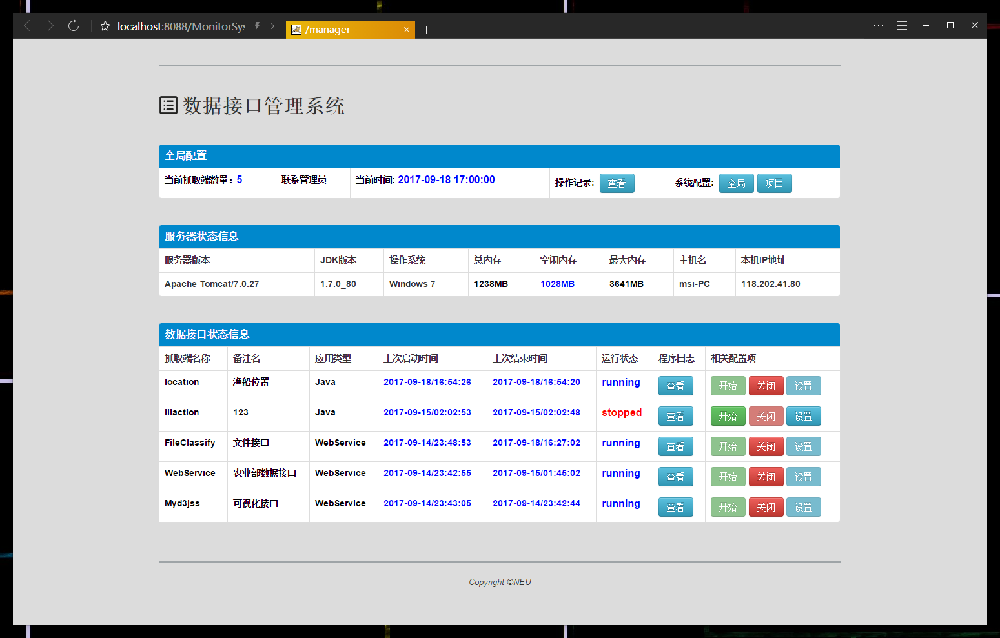 localhost:8088/MonitorSys
/manager
数据接口管理系统
全局配置
当前抓取端数量：5 联系管理员 当前时间: 2017-09-18 17:00:00 操作记录: 查看 系统配置: 全局 项目
服务器状态信息
服务器版本 JDK版本 操作系统 总内存 空闲内存 最大内存 主机名 本机IP地址
Apache Tomcat/7.0.27 1.7.0_80 Windows 7 1238MB 1028MB 3641MB msi-PC 118.202.41.80
数据接口状态信息
抓取端名称 备注名 应用类型 上次启动时间 上次结束时间 运行状态 程序日志 相关配置项
location 渔船位置 Java 2017-09-18/16:54:26 2017-09-18/16:54:20 running 查看 开始 关闭 设置
Illaction 123 Java 2017-09-15/02:02:53 2017-09-15/02:02:48 stopped 查看 开始 关闭 设置
FileClassify 文件接口 WebService 2017-09-14/23:48:53 2017-09-18/16:27:02 running 查看 开始 关闭 设置
WebService 农业部数据接口 WebService 2017-09-14/23:42:55 2017-09-15/01:45:02 running 查看 开始 关闭 设置
Myd3jss 可视化接口 WebService 2017-09-14/23:43:05 2017-09-14/23:42:44 running 查看 开始 关闭 设置
Copyright ©NEU